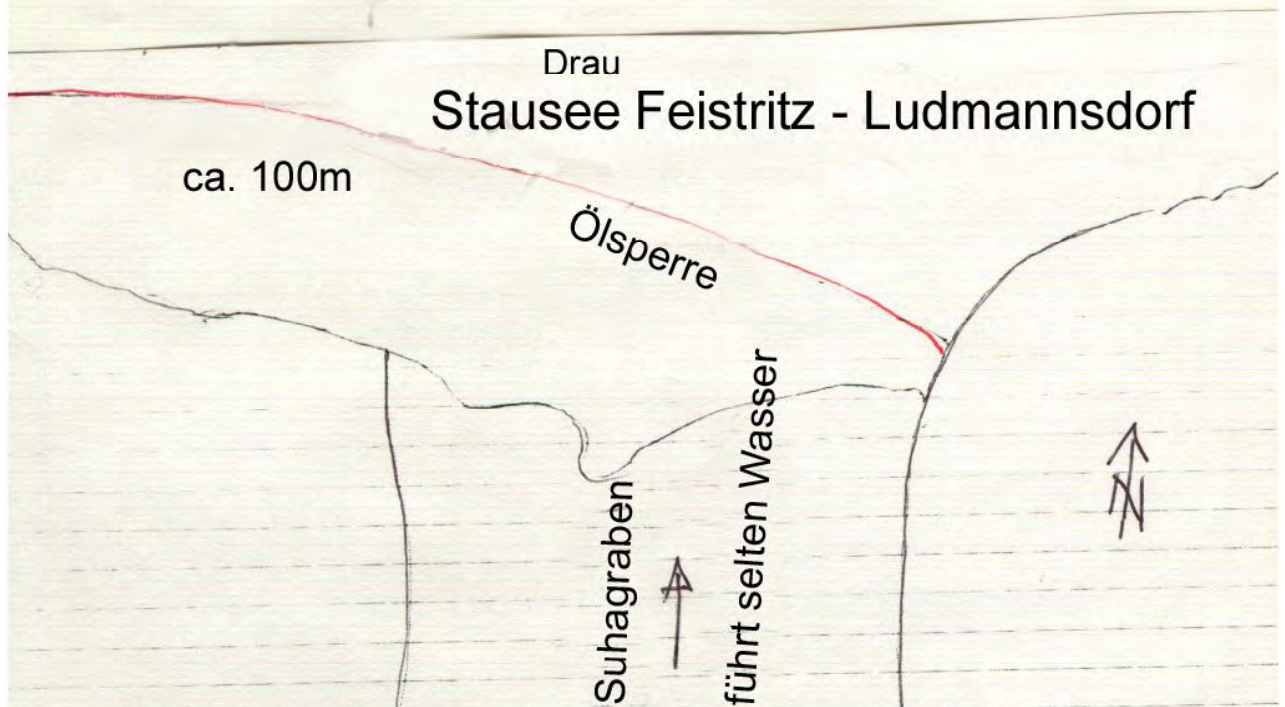 Drau
Stausee Feistritz - Ludmannsdorf
ca. 100m
Ölsperre
Suhagraben
führt selten Wasser
N